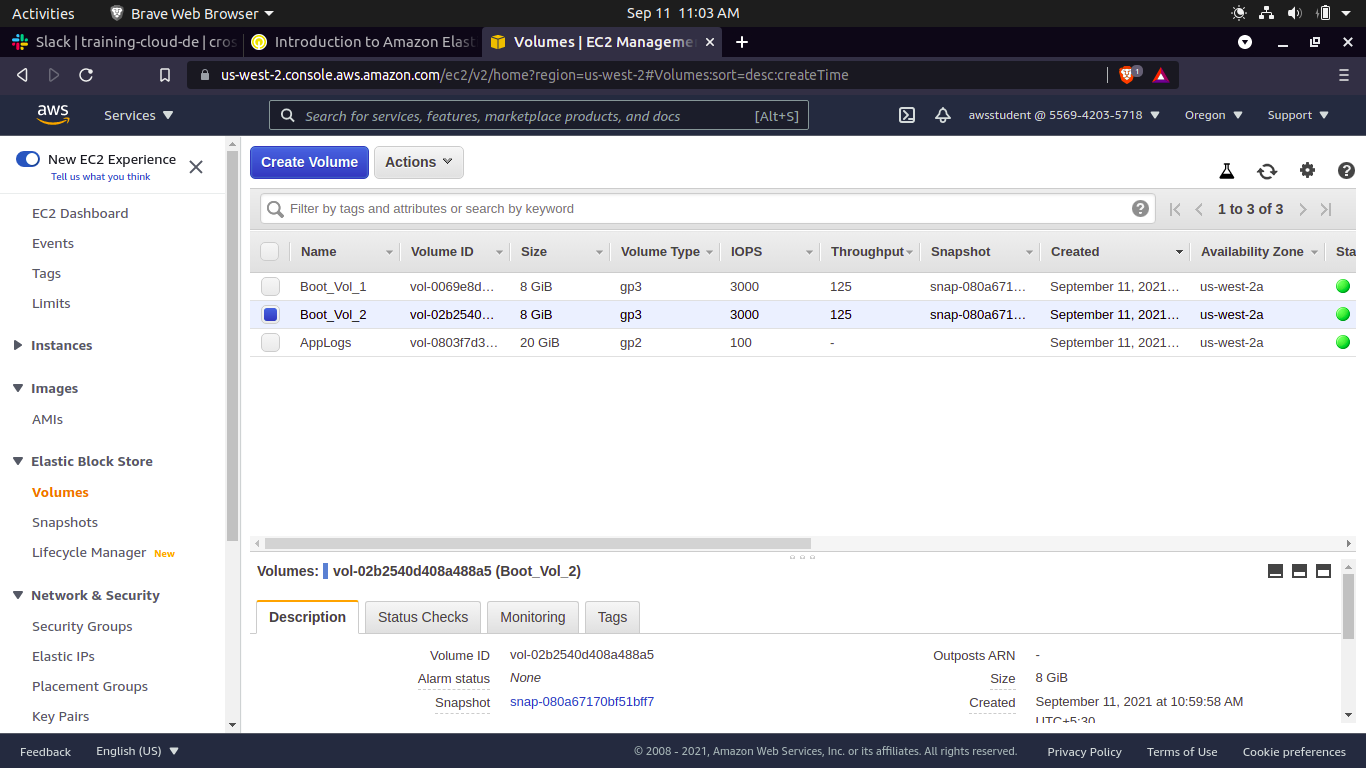 Activities Brave Web Browser Sep 11 11:03 AM
Slack | training-cloud-de | cros Introduction to Amazon Elast Volumes | EC2 Manageme
us-west-2.console.aws.amazon.com/ec2/v2/home?region=us-west-2#Volumes:sort=desc:createTime 1
aws Services Search for services, features, marketplace products, and docs [Alt+S] awsstudent @ 5569-4203-5718 Oregon Support
New EC2 Experience
Tell us what you think
EC2 Dashboard
Events
Tags
Limits
Instances
Images
AMIs
Elastic Block Store
Volumes
Snapshots
Lifecycle Manager New
Network & Security
Security Groups
Elastic IPs
Placement Groups
Key Pairs
Create Volume Actions
Filter by tags and attributes or search by keyword 1 to 3 of 3
Name Volume ID Size Volume Type IOPS Throughput Snapshot Created Availability Zone Sta
Boot_Vol_1 vol-0069e8d... 8 GiB gp3 3000 125 snap-080a671... September 11, 2021... us-west-2a
Boot_Vol_2 vol-02b2540... 8 GiB gp3 3000 125 snap-080a671... September 11, 2021... us-west-2a
AppLogs vol-0803f7d3... 20 GiB gp2 100 - September 11, 2021... us-west-2a
Volumes: vol-02b2540d408a488a5 (Boot_Vol_2)
Description Status Checks Monitoring Tags
Volume ID vol-02b2540d408a488a5 Outposts ARN -
Alarm status None Size 8 GiB
Snapshot snap-080a67170bf51bff7 Created September 11, 2021 at 10:59:58 AM
UTC+5:30
Feedback English (US) © 2008 - 2021, Amazon Web Services, Inc. or its affiliates. All rights reserved. Privacy Policy Terms of Use Cookie preferences